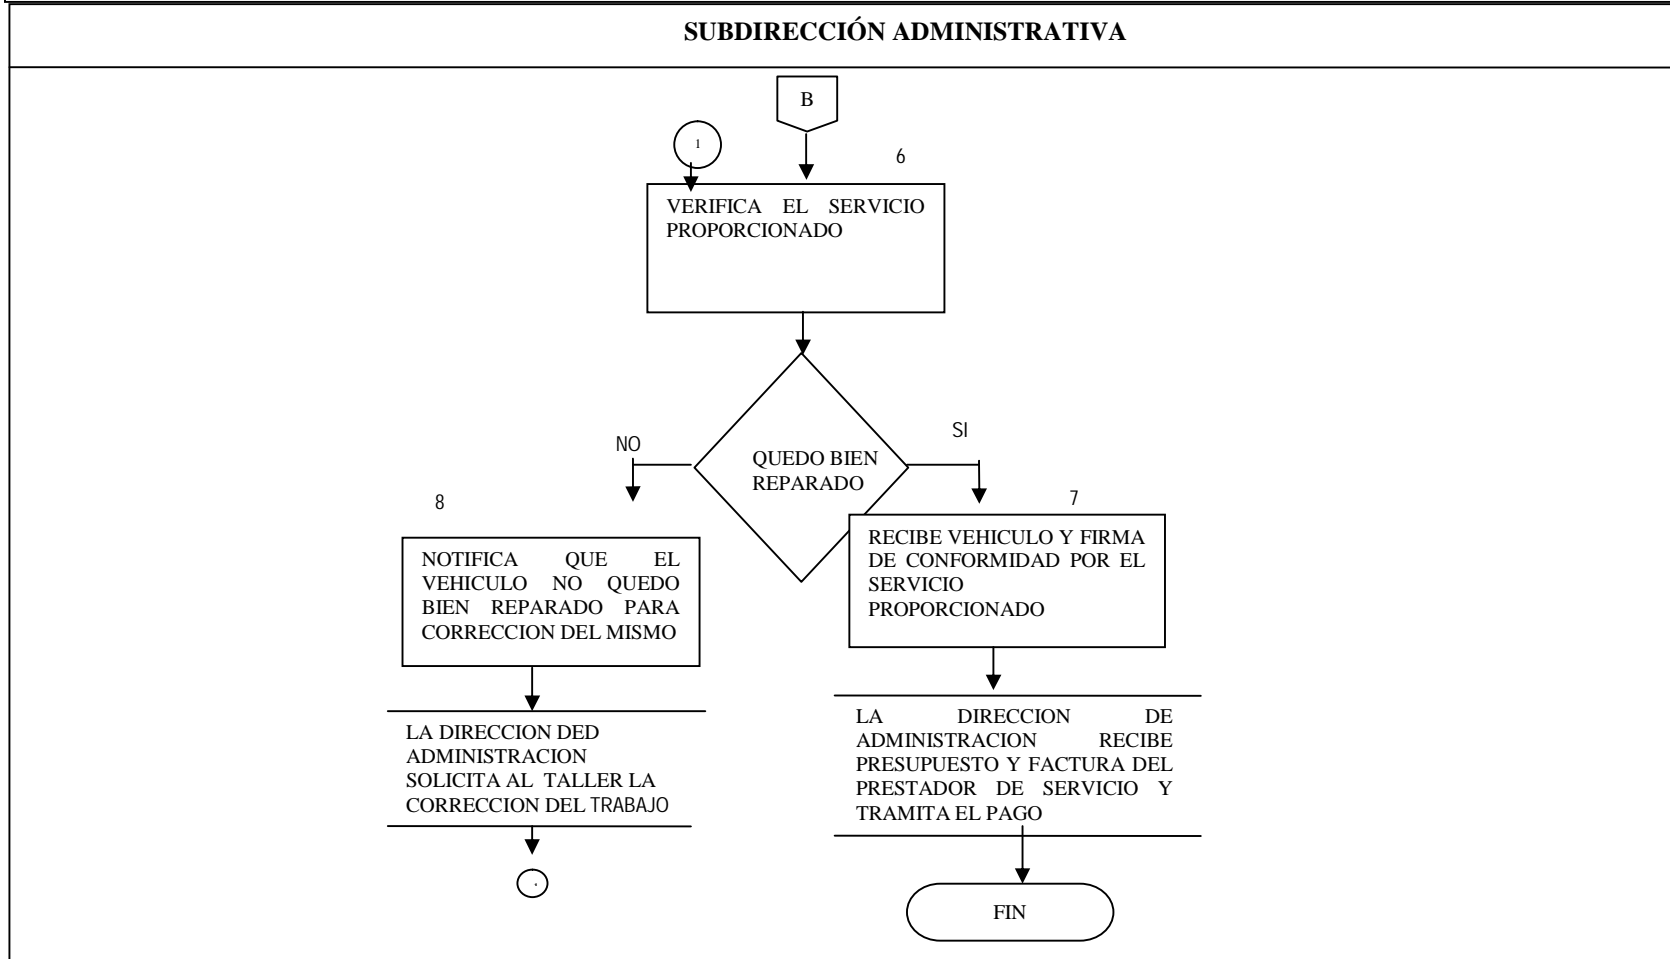 SUBDIRECCIÓN ADMINISTRATIVA
B
1
6
VERIFICA EL SERVICIO
PROPORCIONADO
NO
SI
QUEDO BIEN
REPARADO
8
NOTIFICA QUE EL
VEHICULO NO QUEDO
BIEN REPARADO PARA
CORRECCION DEL MISMO
7
RECIBE VEHICULO Y FIRMA
DE CONFORMIDAD POR EL
SERVICIO
PROPORCIONADO
LA DIRECCION DED
ADMINISTRACION
SOLICITA AL TALLER LA
CORRECCION DEL TRABAJO
LA DIRECCION DE
ADMINISTRACION RECIBE
PRESUPUESTO Y FACTURA DEL
PRESTADOR DE SERVICIO Y
TRAMITA EL PAGO
FIN